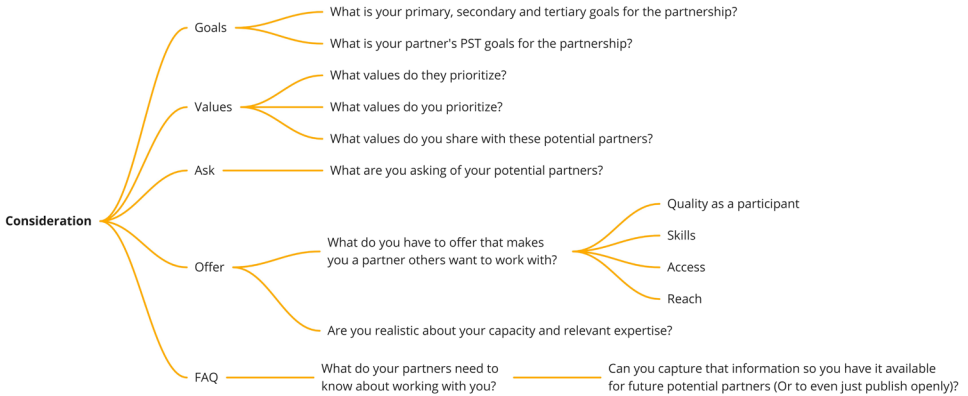 Consideration
Goals
What is your primary, secondary and tertiary goals for the partnership?
What is your partner's PST goals for the partnership?
Values
What values do they prioritize?
What values do you prioritize?
What values do you share with these potential partners?
Ask
What are you asking of your potential partners?
Offer
What do you have to offer that makes
you a partner others want to work with?
Quality as a participant
Skills
Access
Reach
Are you realistic about your capacity and relevant expertise?
FAQ
What do your partners need to
know about working with you?
Can you capture that information so you have it available
for future potential partners (Or to even just publish openly)?